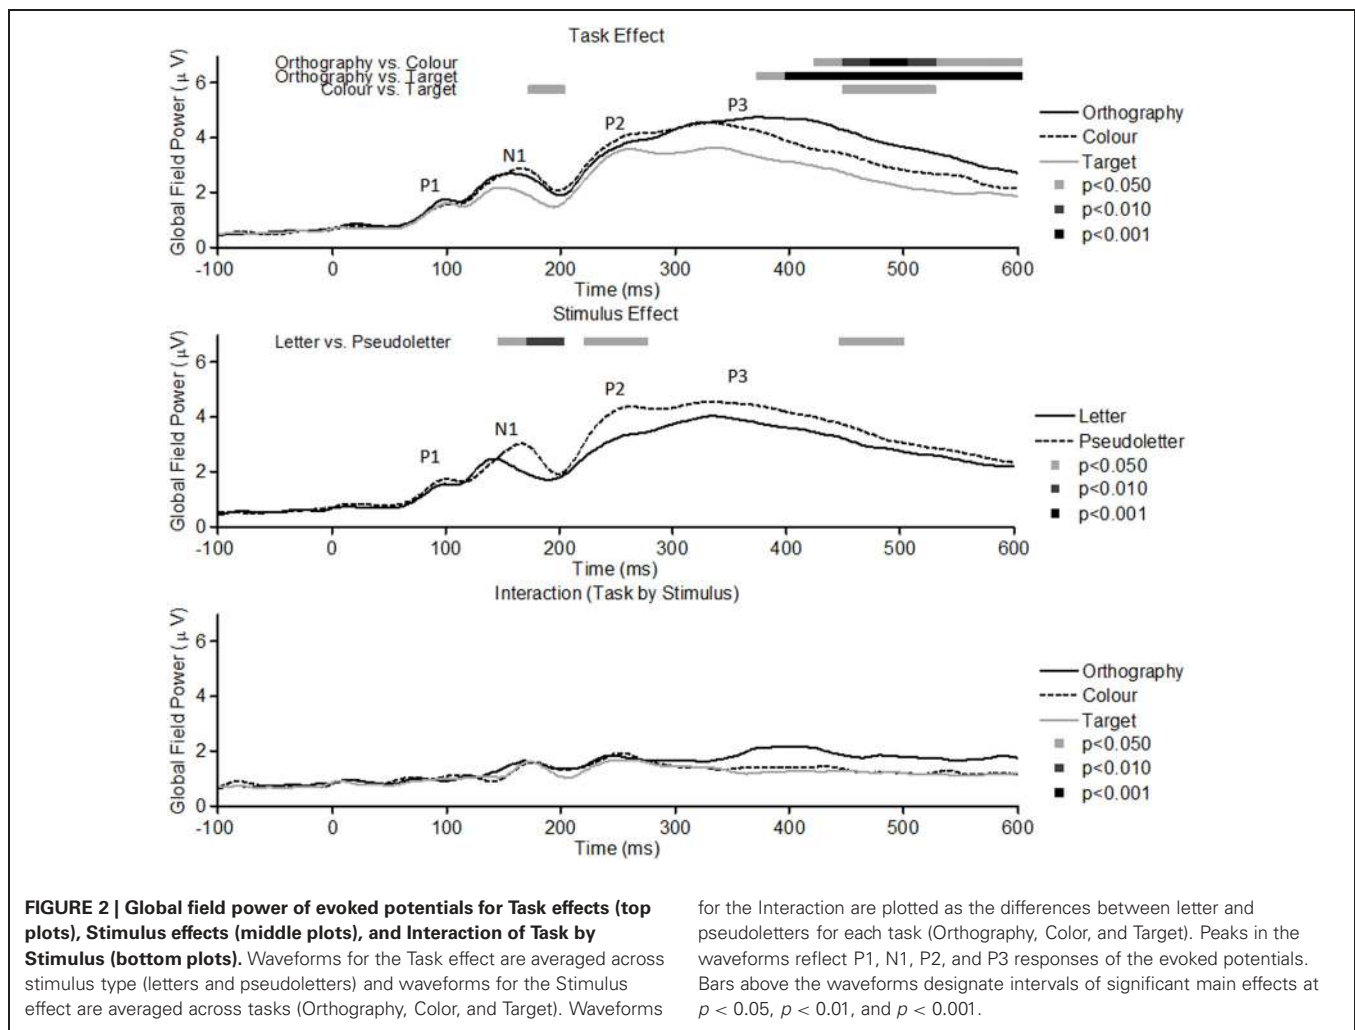 Task Effect
Orthography vs. Colour
Orthography vs. Target
Colour vs. Target
Global Field Power (μ V)
6
4
2
0
P1
N1
P2
P3
Orthography
Colour
Target
p<0.050
p<0.010
p<0.001
-100 0 100 200 300 400 500 600
Time (ms)
Stimulus Effect
Letter vs. Pseudoletter
Global Field Power (μV)
6
4
2
0
P1
N1
P2
P3
Letter
Pseudoletter
p<0.050
p<0.010
p<0.001
-100 0 100 200 300 400 500 600
Time (ms)
Interaction (Task by Stimulus)
Global Field Power (μ V)
6
4
2
0
Orthography
Colour
Target
p<0.050
p<0.010
p<0.001
-100 0 100 200 300 400 500 600
Time (ms)
FIGURE 2 | Global field power of evoked potentials for Task effects (top
plots), Stimulus effects (middle plots), and Interaction of Task by
Stimulus (bottom plots). Waveforms for the Task effect are averaged across
stimulus type (letters and pseudoletters) and waveforms for the Stimulus
effect are averaged across tasks (Orthography, Color, and Target). Waveforms
for the Interaction are plotted as the differences between letter and
pseudoletters for each task (Orthography, Color, and Target). Peaks in the
waveforms reflect P1, N1, P2, and P3 responses of the evoked potentials.
Bars above the waveforms designate intervals of significant main effects at
p < 0.05, p < 0.01, and p < 0.001.